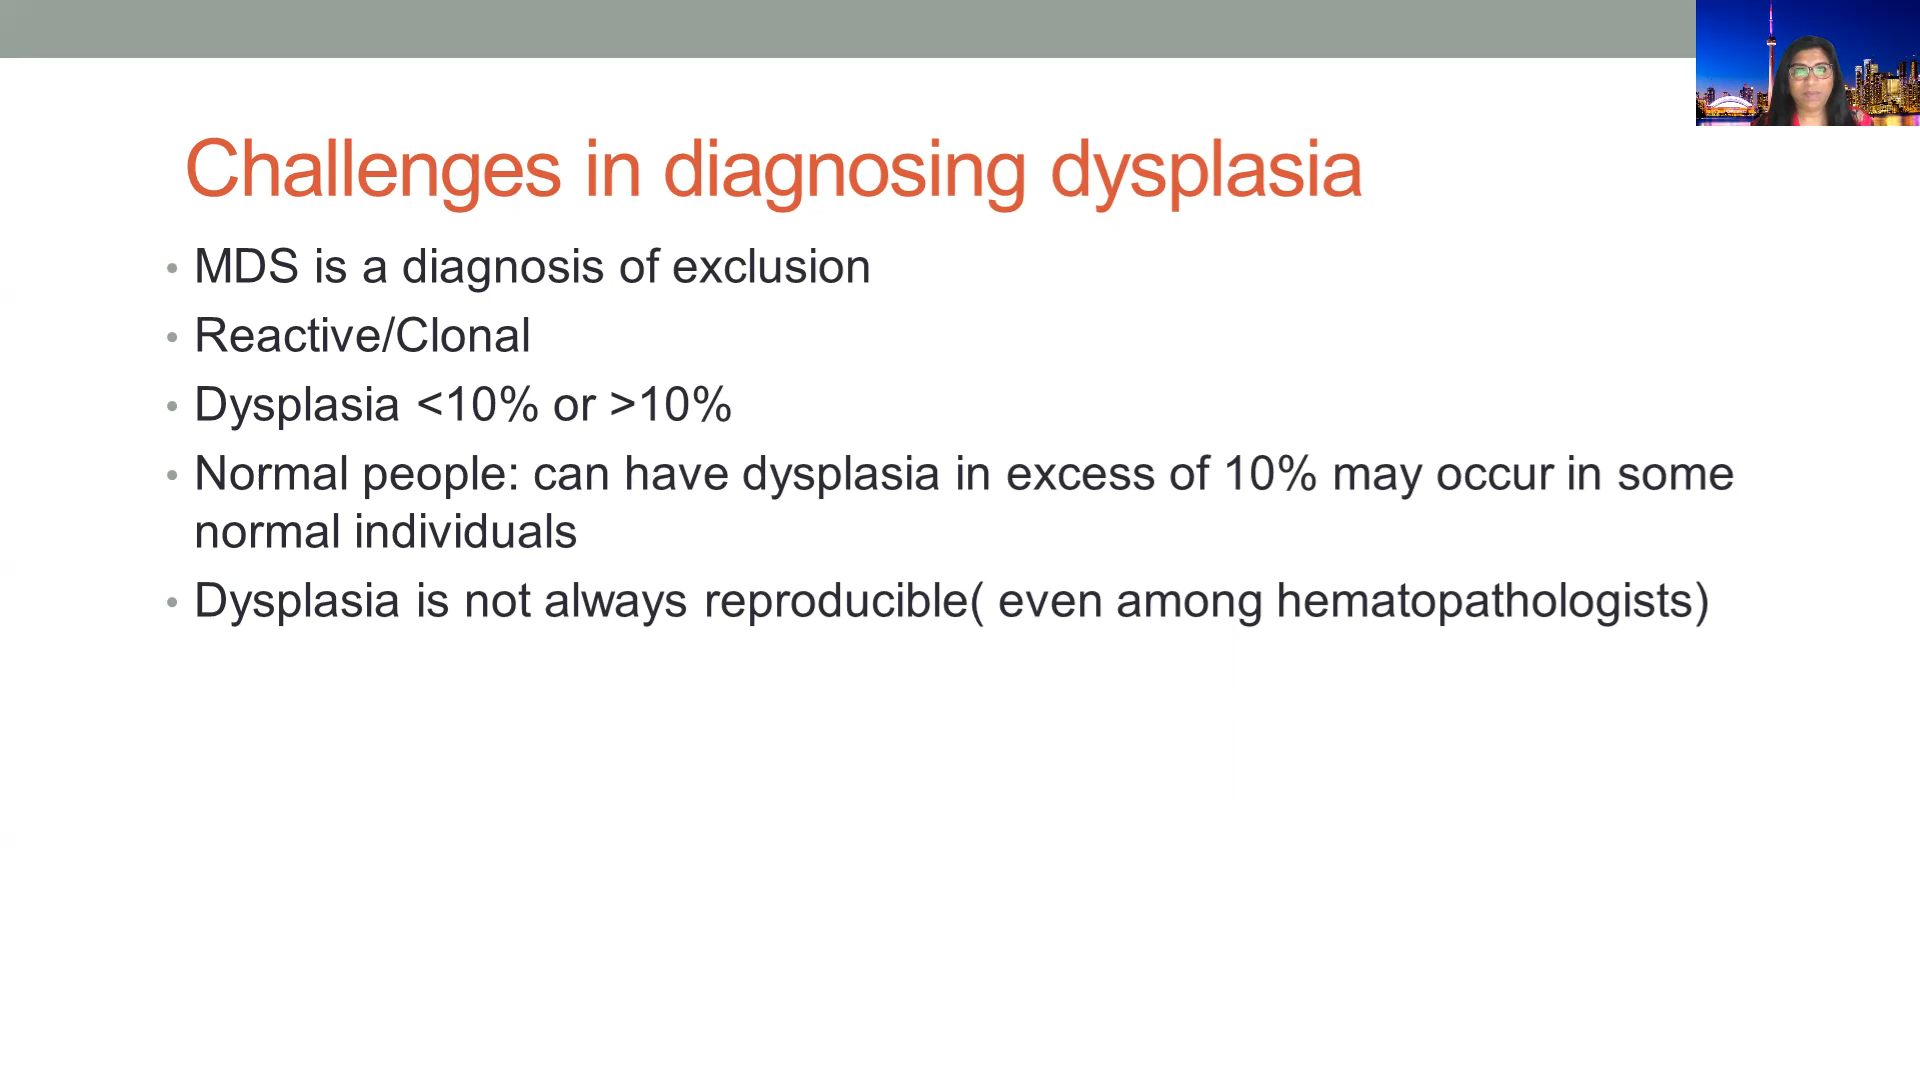 Challenges in diagnosing dysplasia
• MDS is a diagnosis of exclusion
• Reactive/Clonal
• Dysplasia <10% or >10%
• Normal people: can have dysplasia in excess of 10% may occur in some
normal individuals
• Dysplasia is not always reproducible( even among hematopathologists)